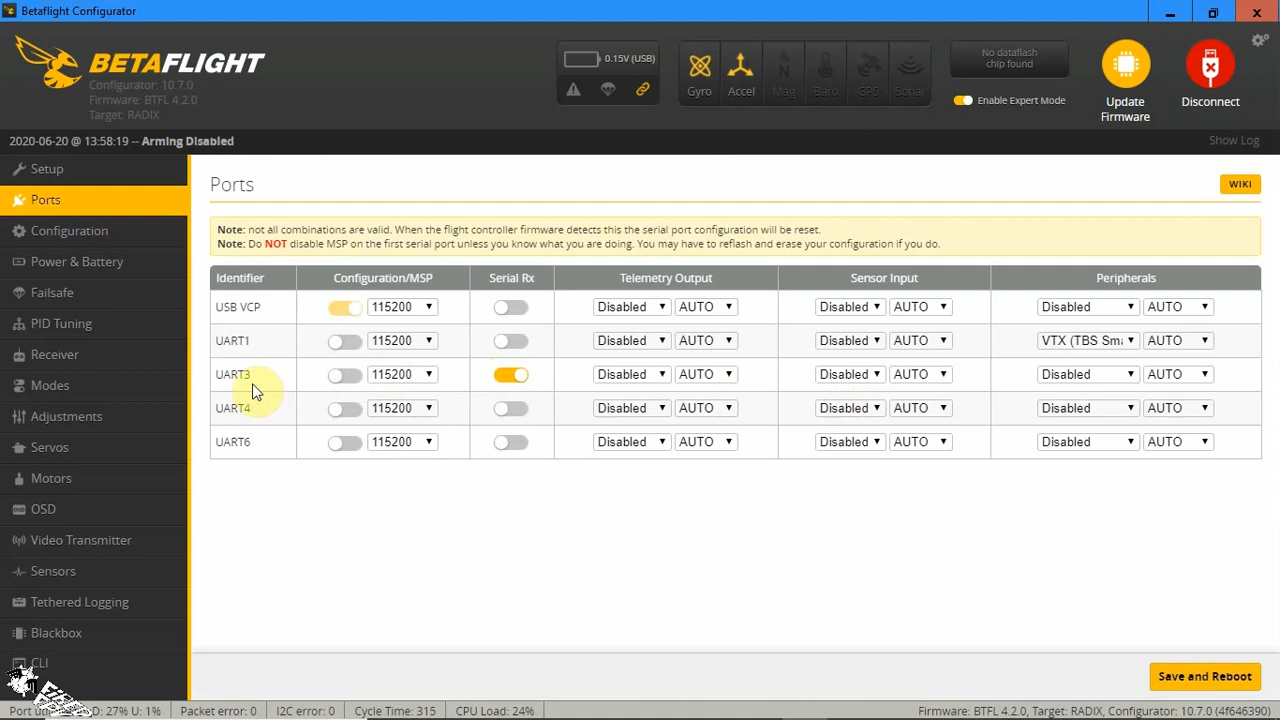 Betaflight Configurator
BETAFLIGHT
Configurator: 10.7.0
Firmware: BTFL 4.2.0
Target: RADIX
0.15V (USB)
Gyro
Accel
Mag
Baro
GPS
Sonar
No dataflash
chip found
Enable Expert Mode
Update
Firmware
Disconnect
2020-06-20 @ 13:58:19 -- Arming Disabled
Show Log
Setup
Ports
Configuration
Power & Battery
Failsafe
PID Tuning
Receiver
Modes
Adjustments
Servos
Motors
OSD
Video Transmitter
Sensors
Tethered Logging
Blackbox
CLI
Ports
WIKI
Note: not all combinations are valid. When the flight controller firmware detects this the serial port configuration will be reset.
Note: Do NOT disable MSP on the first serial port unless you know what you are doing. You may have to reflash and erase your configuration if you do.
Identifier Configuration/MSP Serial Rx Telemetry Output Sensor Input Peripherals
USB VCP 115200 Disabled AUTO Disabled AUTO Disabled AUTO
UART1 115200 Disabled AUTO Disabled AUTO VTX (TBS Sma AUTO
UART3 115200 Disabled AUTO Disabled AUTO Disabled AUTO
UART4 115200 Disabled AUTO Disabled AUTO Disabled AUTO
UART6 115200 Disabled AUTO Disabled AUTO Disabled AUTO
Save and Reboot
Port D: 27% U: 1% Packet error: 0 I2C error: 0 Cycle Time: 315 CPU Load: 24% Firmware: BTFL 4.2.0, Target: RADIX, Configurator: 10.7.0 (4f646390)